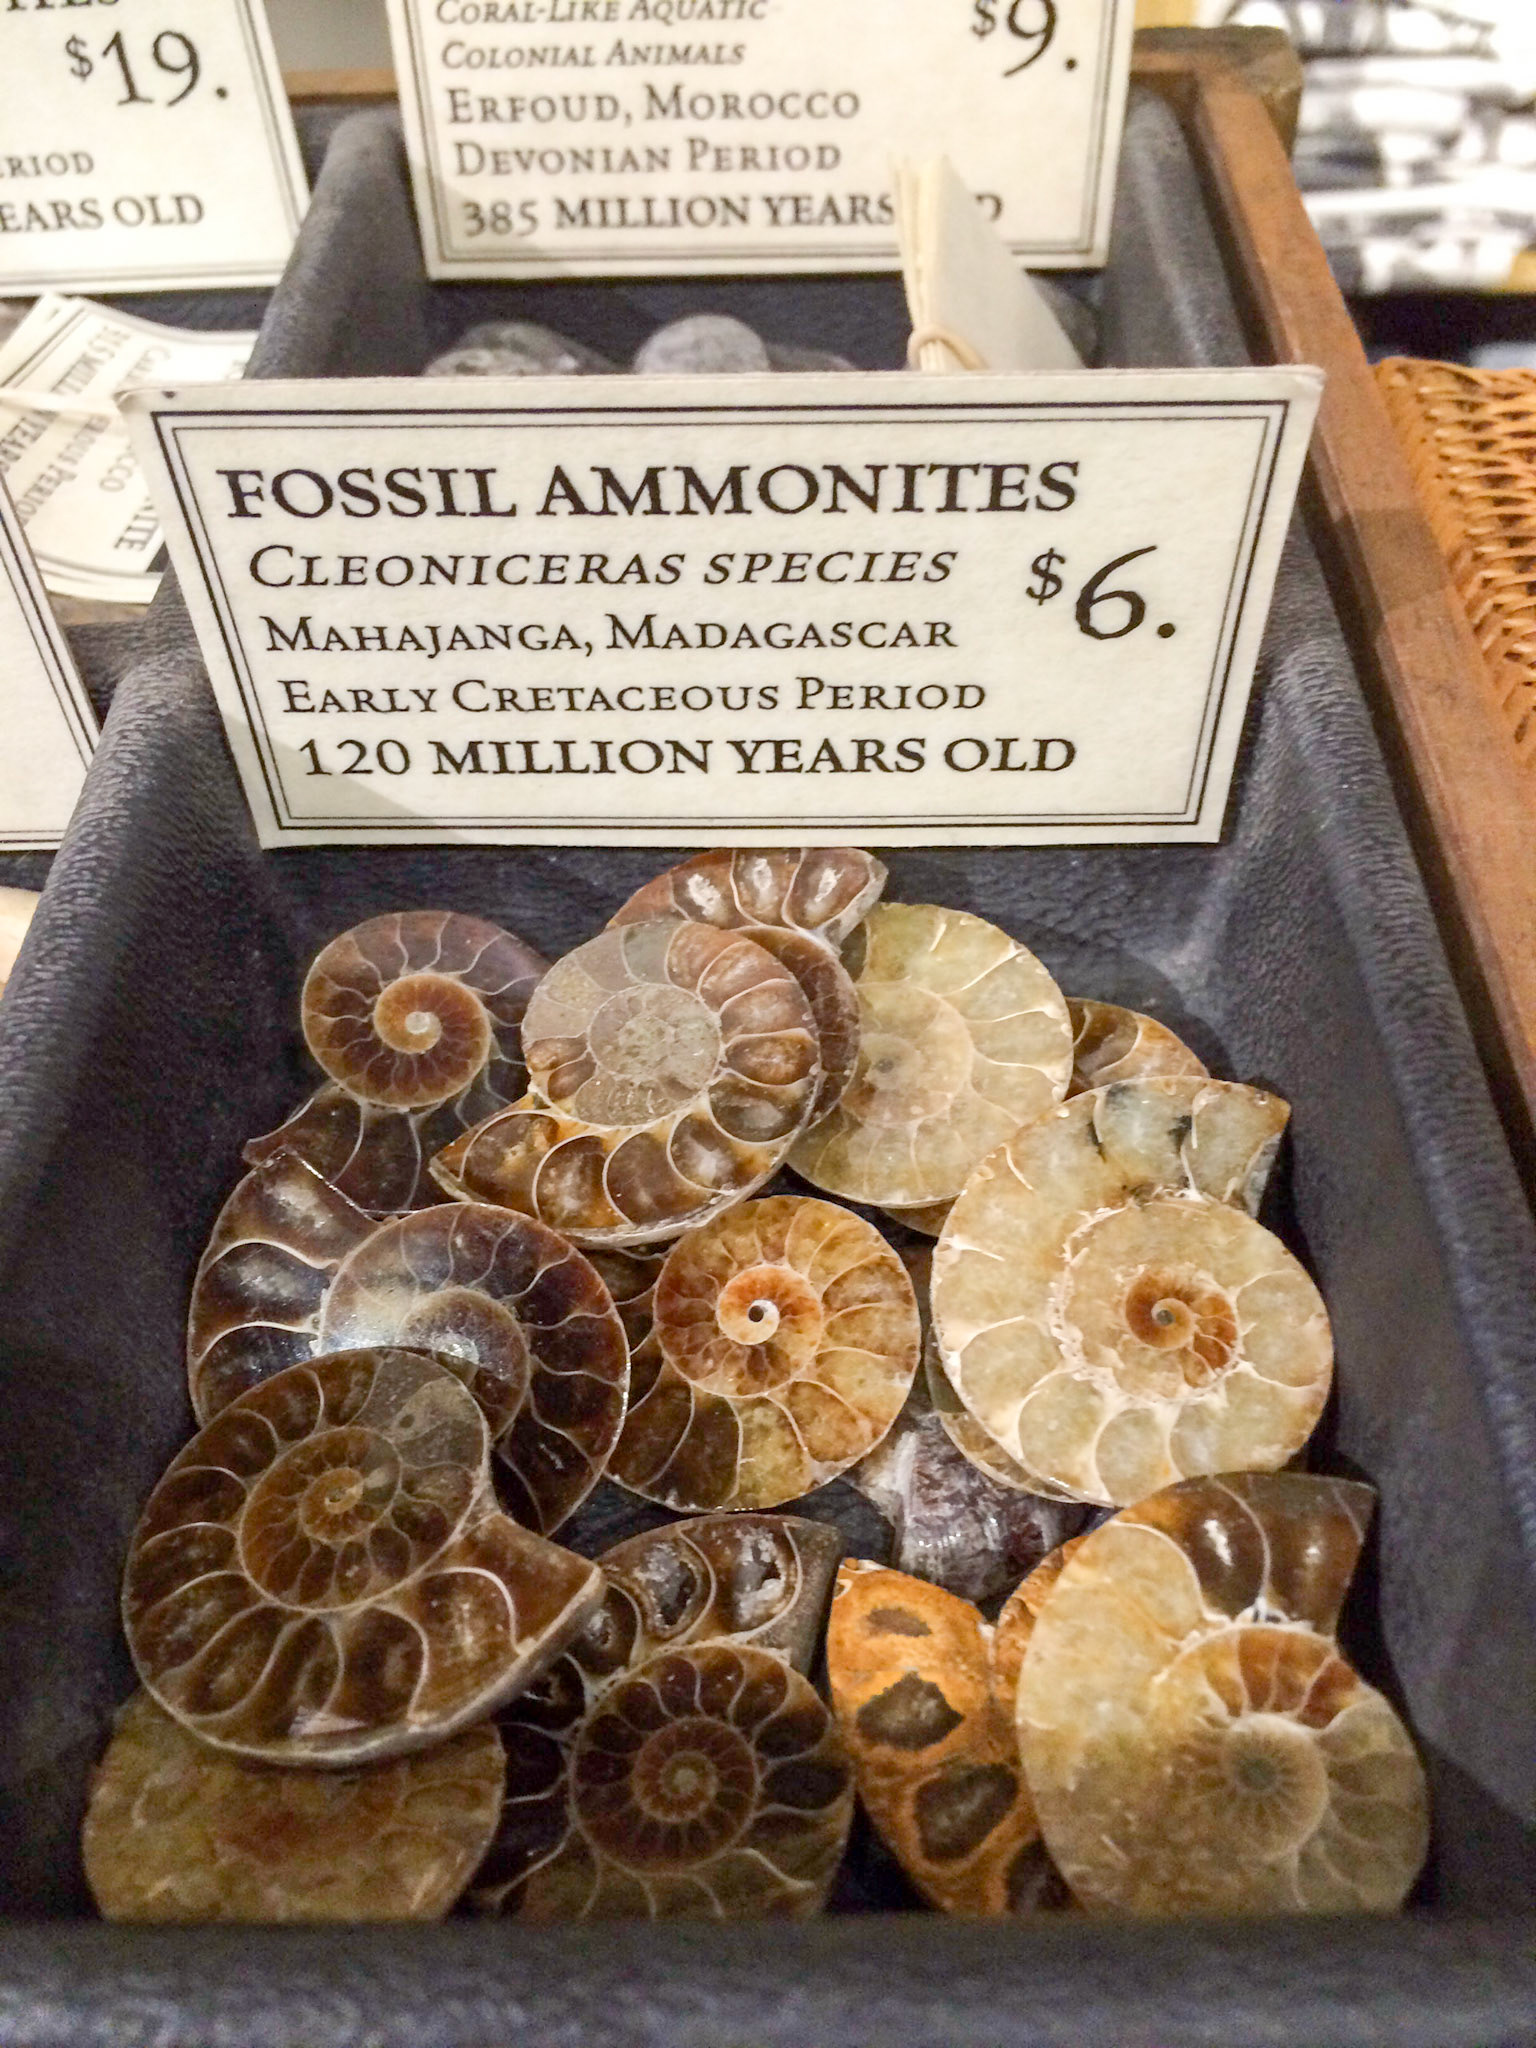 $19.
EARS OLD
CORAL-LIKE AQUATIC
COLONIAL ANIMALS
$9.
ERFOUD, MOROCCO
DEVONIAN PERIOD
385 MILLION YEARS
FOSSIL AMMONITES
CLEONICERAS SPECIES
$6.
MAHAJANGA, MADAGASCAR
EARLY CRETACEOUS PERIOD
120 MILLION YEARS OLD